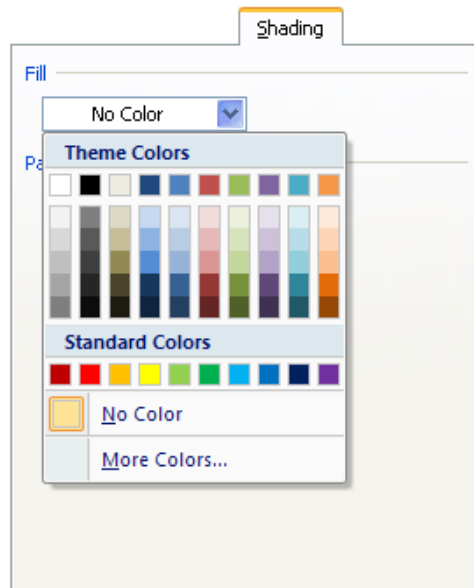 Shading
Fill
No Color
Pa
Theme Colors
Standard Colors
No Color
More Colors...